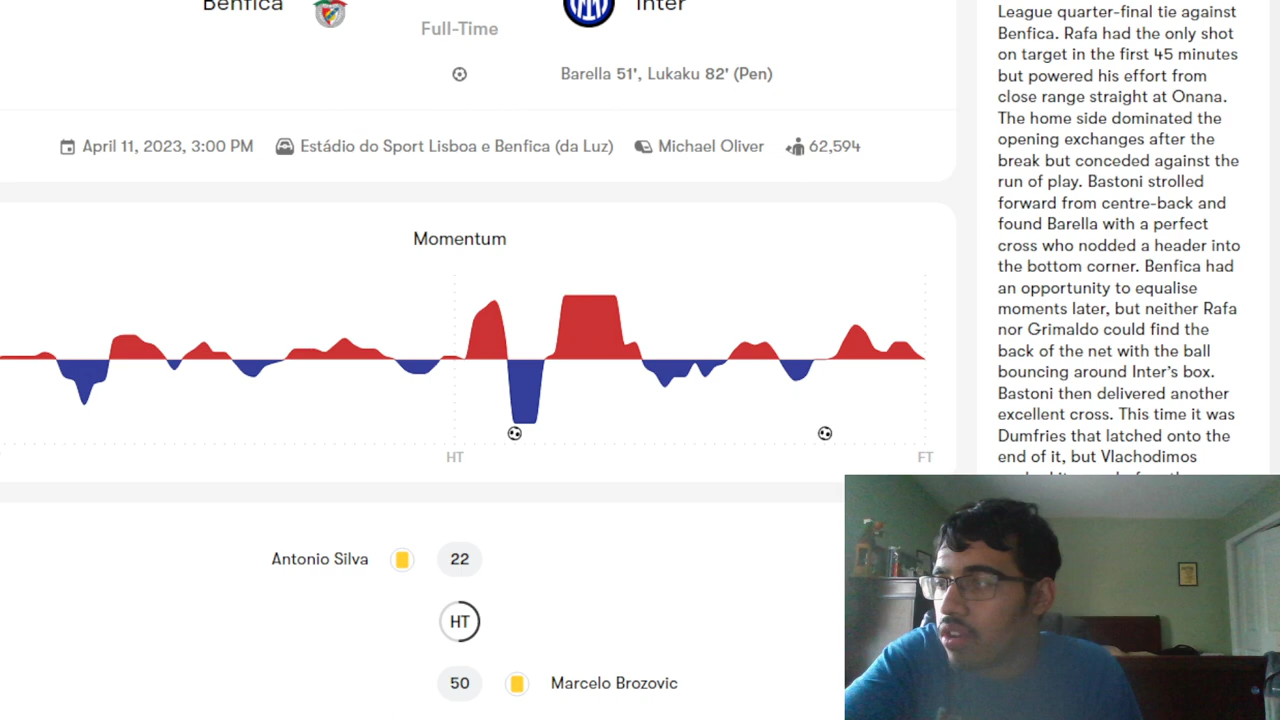 Benfica
Inter
Full-Time
Barella 51', Lukaku 82' (Pen)
April 11, 2023, 3:00 PM
Estádio do Sport Lisboa e Benfica (da Luz)
Michael Oliver
62,594
Momentum
HT
FT
Antonio Silva
22
HT
50
Marcelo Brozovic
League quarter-final tie against
Benfica. Rafa had the only shot
on target in the first 45 minutes
but powered his effort from
close range straight at Onana.
The home side dominated the
opening exchanges after the
break but conceded against the
run of play. Bastoni strolled
forward from centre-back and
found Barella with a perfect
cross who nodded a header into
the bottom corner. Benfica had
an opportunity to equalise
moments later, but neither Rafa
nor Grimaldo could find the
back of the net with the ball
bouncing around Inter's box.
Bastoni then delivered another
excellent cross. This time it was
Dumfries that latched onto the
end of it, but Vlachodimos